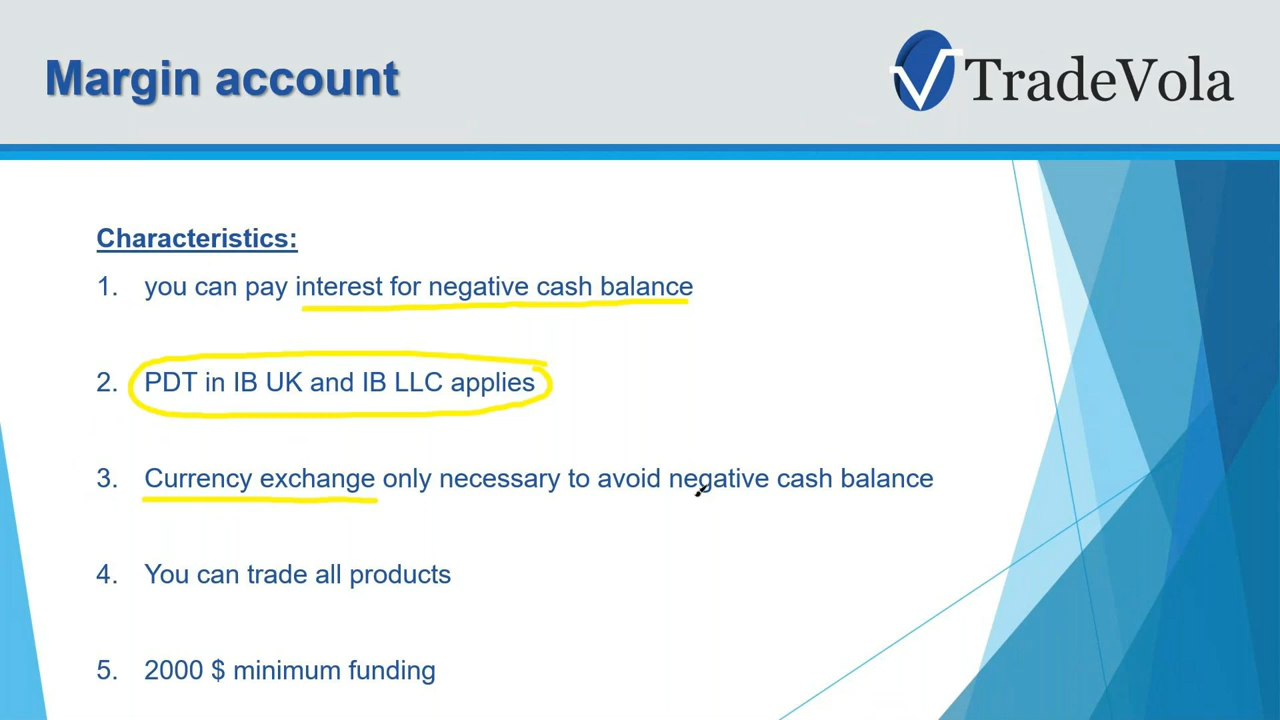 Margin account
TradeVola
Characteristics:
1. you can pay interest for negative cash balance
2. PDT in IB UK and IB LLC applies
3. Currency exchange only necessary to avoid negative cash balance
4. You can trade all products
5. 2000 $ minimum funding